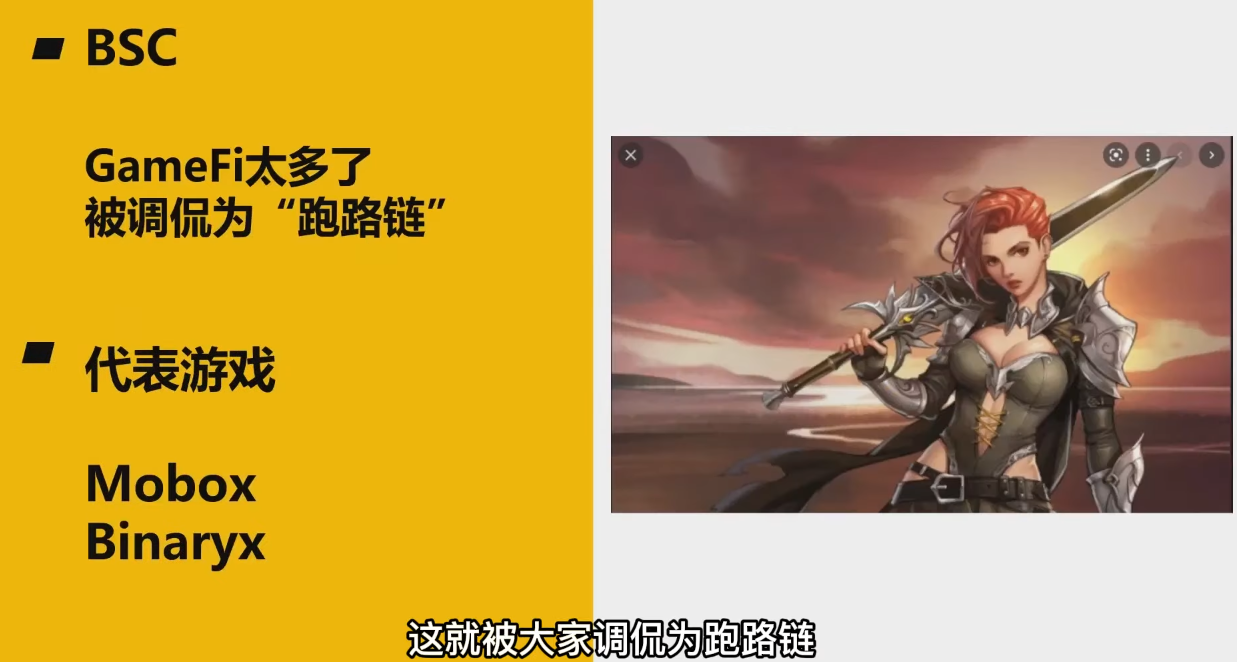 BSC
GameFi太多了
被调侃为“跑路链”
代表游戏
Mobox
Binaryx
这就被大家调侃为跑路链